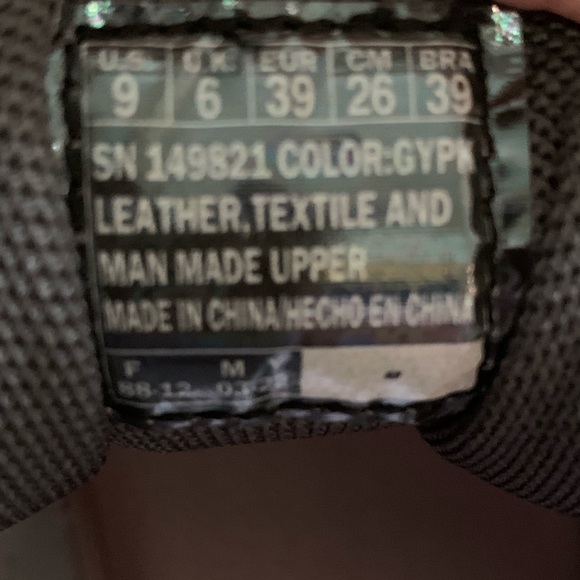 U.S. U.K. EUR CM BRA
9 6 39 26 39
SN 149821 COLOR:GYPK
LEATHER,TEXTILE AND
MAN MADE UPPER
MADE IN CHINA/HECHO EN CHINA
F M